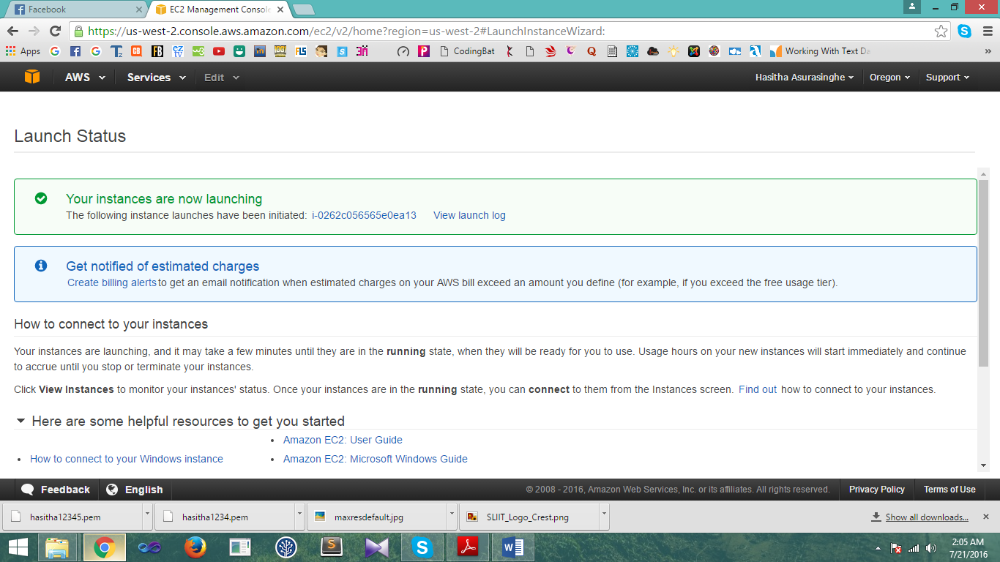 Facebook
EC2 Management Console
https://us-west-2.console.aws.amazon.com/ec2/v2/home?region=us-west-2#LaunchInstanceWizard:
Apps
CodingBat
Working With Text Da
»
AWS Services Edit
Hasitha Asurasinghe Oregon Support
Launch Status
Your instances are now launching
The following instance launches have been initiated: i-0262c056565e0ea13 View launch log
Get notified of estimated charges
Create billing alerts to get an email notification when estimated charges on your AWS bill exceed an amount you define (for example, if you exceed the free usage tier).
How to connect to your instances
Your instances are launching, and it may take a few minutes until they are in the running state, when they will be ready for you to use. Usage hours on your new instances will start immediately and continue
to accrue until you stop or terminate your instances.
Click View Instances to monitor your instances' status. Once your instances are in the running state, you can connect to them from the Instances screen. Find out how to connect to your instances.
Here are some helpful resources to get you started
• Amazon EC2: User Guide
• How to connect to your Windows instance
• Amazon EC2: Microsoft Windows Guide
Feedback English
© 2008 - 2016, Amazon Web Services, Inc. or its affiliates. All rights reserved. Privacy Policy Terms of Use
hasitha12345.pem
hasitha1234.pem
maxresdefault.jpg
SLIIT_Logo_Crest.png
Show all downloads...
2:05 AM
7/21/2016